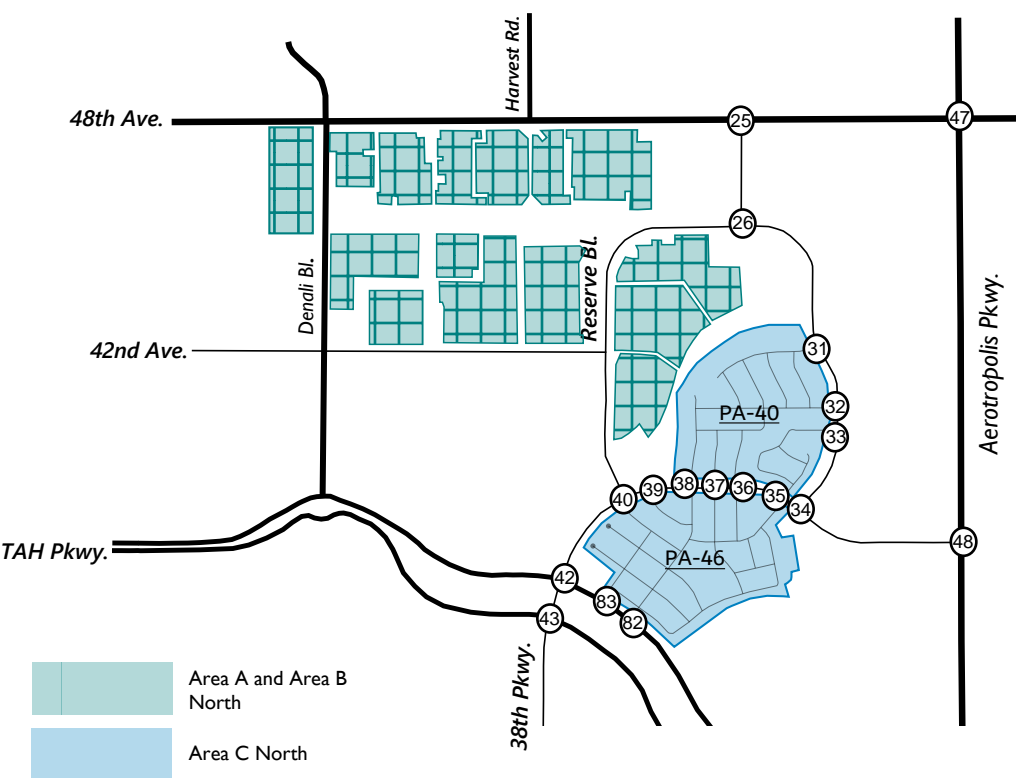 Harvest Rd.
48th Ave.
25
47
26
Denali Bl.
Reserve Bl.
Aerotropolis Pkwy.
42nd Ave.
31
32
PA-40
33
38
37
36
39
35
40
34
TAH Pkwy.
48
PA-46
42
83
43
82
38th Pkwy.
Area A and Area B
North
Area C North